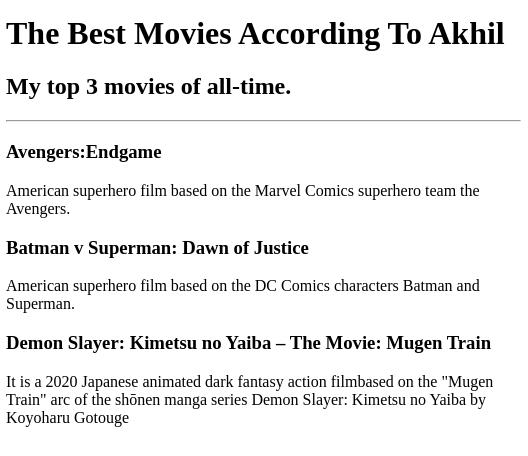 The Best Movies According To Akhil
My top 3 movies of all-time.
Avengers:Endgame
American superhero film based on the Marvel Comics superhero team the
Avengers.
Batman v Superman: Dawn of Justice
American superhero film based on the DC Comics characters Batman and
Superman.
Demon Slayer: Kimetsu no Yaiba – The Movie: Mugen Train
It is a 2020 Japanese animated dark fantasy action filmbased on the "Mugen
Train" arc of the shōnen manga series Demon Slayer: Kimetsu no Yaiba by
Koyoharu Gotouge